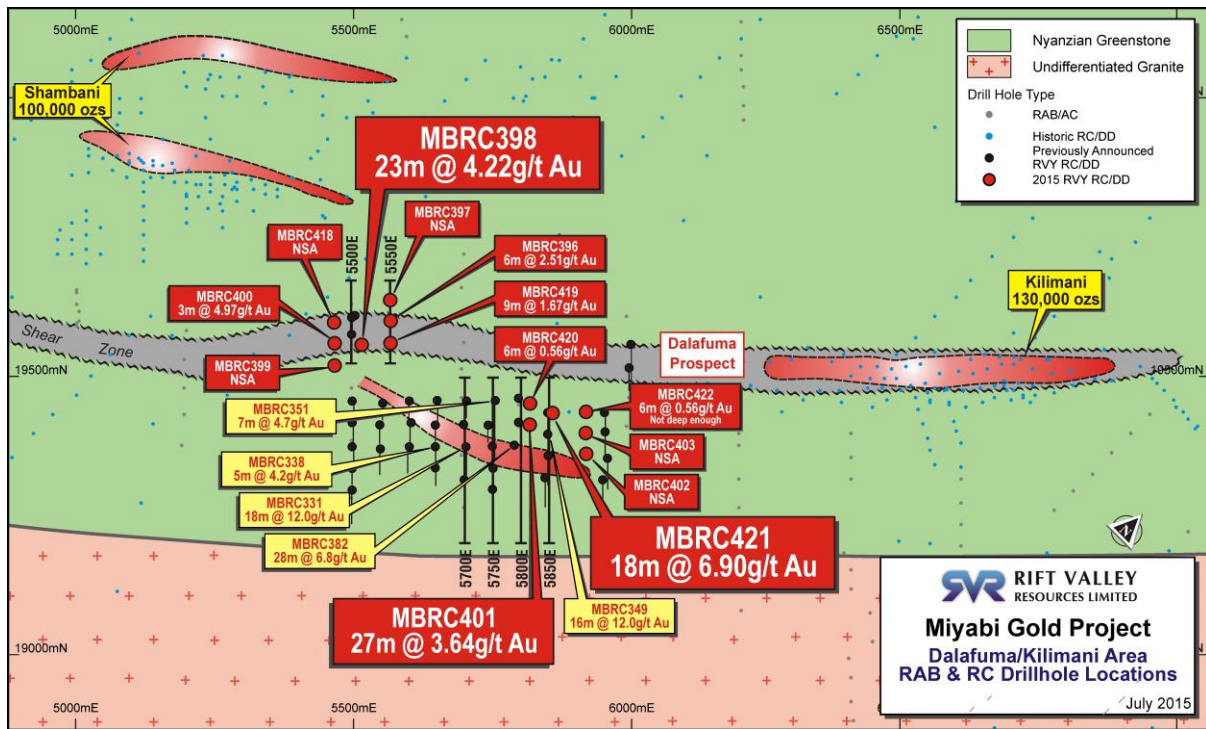 5000mE
5500mE
6000mE
6500mE
Nyanzian Greenstone
Undifferentiated Granite
Drill Hole Type
RAB/AC
Historic RC/DD
Previously Announced
RVY RC/DD
2015 RVY RC/DD
Shambani
100,000 ozs
MBRC398
23m @ 4.22g/t Au
MBRC397
NSA
MBRC418
NSA
5500E
5550E
MBRC396
6m @ 2.51g/t Au
MBRC400
3m @ 4.97g/t Au
MBRC419
9m @ 1.67g/t Au
Kilimani
130,000 ozs
Shear
Zone
MBRC420
6m @ 0.56g/t Au
Dalafuma
Prospect
MBRC399
NSA
19500mN
MBRC351
7m @ 4.7g/t Au
MBRC422
6m @ 0.56g/t Au
Not deep enough
MBRC338
5m @ 4.2g/t Au
MBRC403
NSA
MBRC331
18m @ 12.0g/t Au
MBRC402
NSA
MBRC382
28m @ 6.8g/t Au
5700E
5750E
5800E
5850E
MBRC421
18m @ 6.90g/t Au
N
MBRC401
27m @ 3.64g/t Au
MBRC349
16m @ 12.0g/t Au
SVR RIFT VALLEY
RESOURCES LIMITED
Miyabi Gold Project
Dalafuma/Kilimani Area
RAB & RC Drillhole Locations
July 2015
19000mN
5000mE
5500mE
6000mE